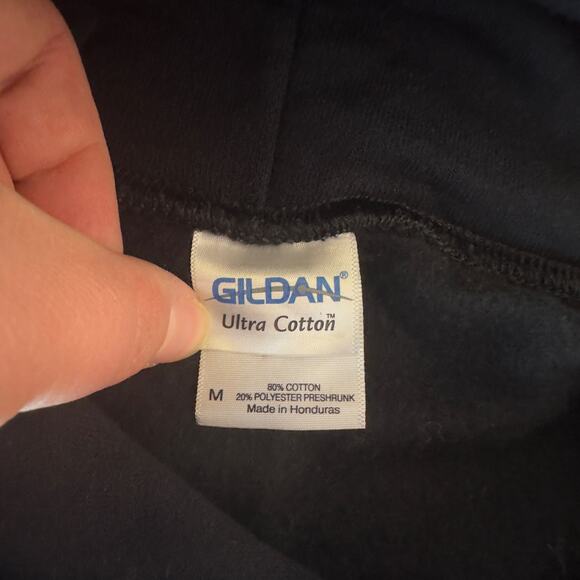 GILDAN®
Ultra Cotton™
M
80% COTTON
20% POLYESTER PRESHRUNK
Made in Honduras